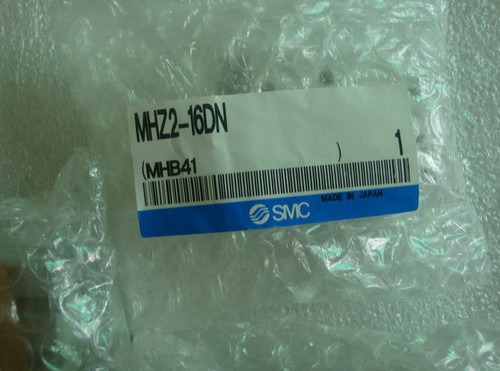 MHZ2-16DN
(MHB41 ) 1
MADE IN JAPAN
SMC